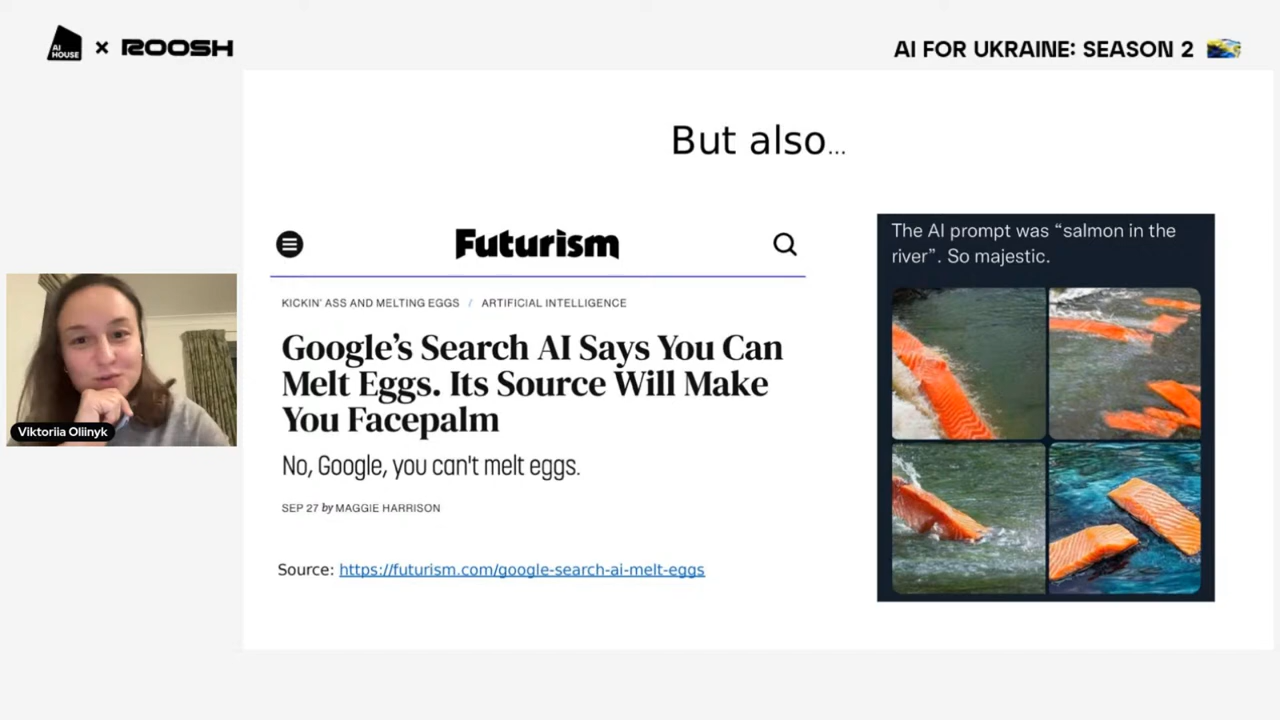 AI HOUSE × ROOSH
AI FOR UKRAINE: SEASON 2
But also...
Futurism
KICKIN' ASS AND MELTING EGGS / ARTIFICIAL INTELLIGENCE
Google's Search AI Says You Can
Melt Eggs. Its Source Will Make
You Facepalm
No, Google, you can't melt eggs.
SEP 27 by MAGGIE HARRISON
Source: https://futurism.com/google-search-ai-melt-eggs
The AI prompt was “salmon in the
river”. So majestic.
Viktoriia Oliinyk